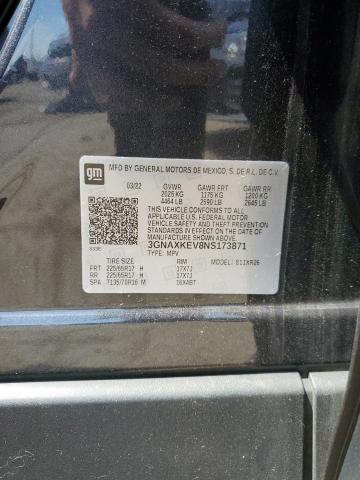 gm MFD BY GENERAL MOTORS DE MEXICO, S. DE R.L. DE C.V.
03/22 GVWR GAWR FRT GAWR RR
2025 KG 1175 KG 1200 KG
4464 LB 2590 LB 2645 LB
THIS VEHICLE CONFORMS TO ALL
APPLICABLE U.S. FEDERAL MOTOR
VEHICLE SAFETY AND THEFT PREVENTION
STANDARDS IN EFFECT ON THE DATE OF
MANUFACTURE SHOWN ABOVE.
3GNAXKEV8NS173871
TYPE: MPV
TIRE SIZE RIM
FRT 225/65R17 H 17X7J
RR 225/65R17 H 17X7J
SPA T135/70R16 M 16X4BT